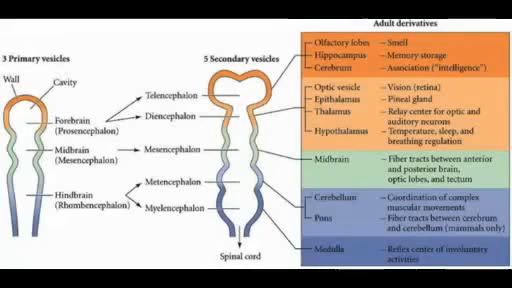 Adult derivatives
3 Primary vesicles
5 Secondary vesicles
Wall
Cavity
Forebrain
(Prosencephalon)
Midbrain
(Mesencephalon)
Hindbrain
(Rhombencephalon)
Telencephalon
Diencephalon
Mesencephalon
Metencephalon
Myelencephalon
Spinal cord
Olfactory lobes – Smell
Hippocampus – Memory storage
Cerebrum – Association ("intelligence")
Optic vesicle – Vision (retina)
Epithalamus – Pineal gland
Thalamus – Relay center for optic and
auditory neurons
Hypothalamus – Temperature, sleep, and
breathing regulation
Midbrain – Fiber tracts between anterior
and posterior brain,
optic lobes, and tectum
Cerebellum – Coordination of complex
muscular movements
Pons – Fiber tracts between cerebrum
and cerebellum (mammals only)
Medulla – Reflex center of involuntary
activities